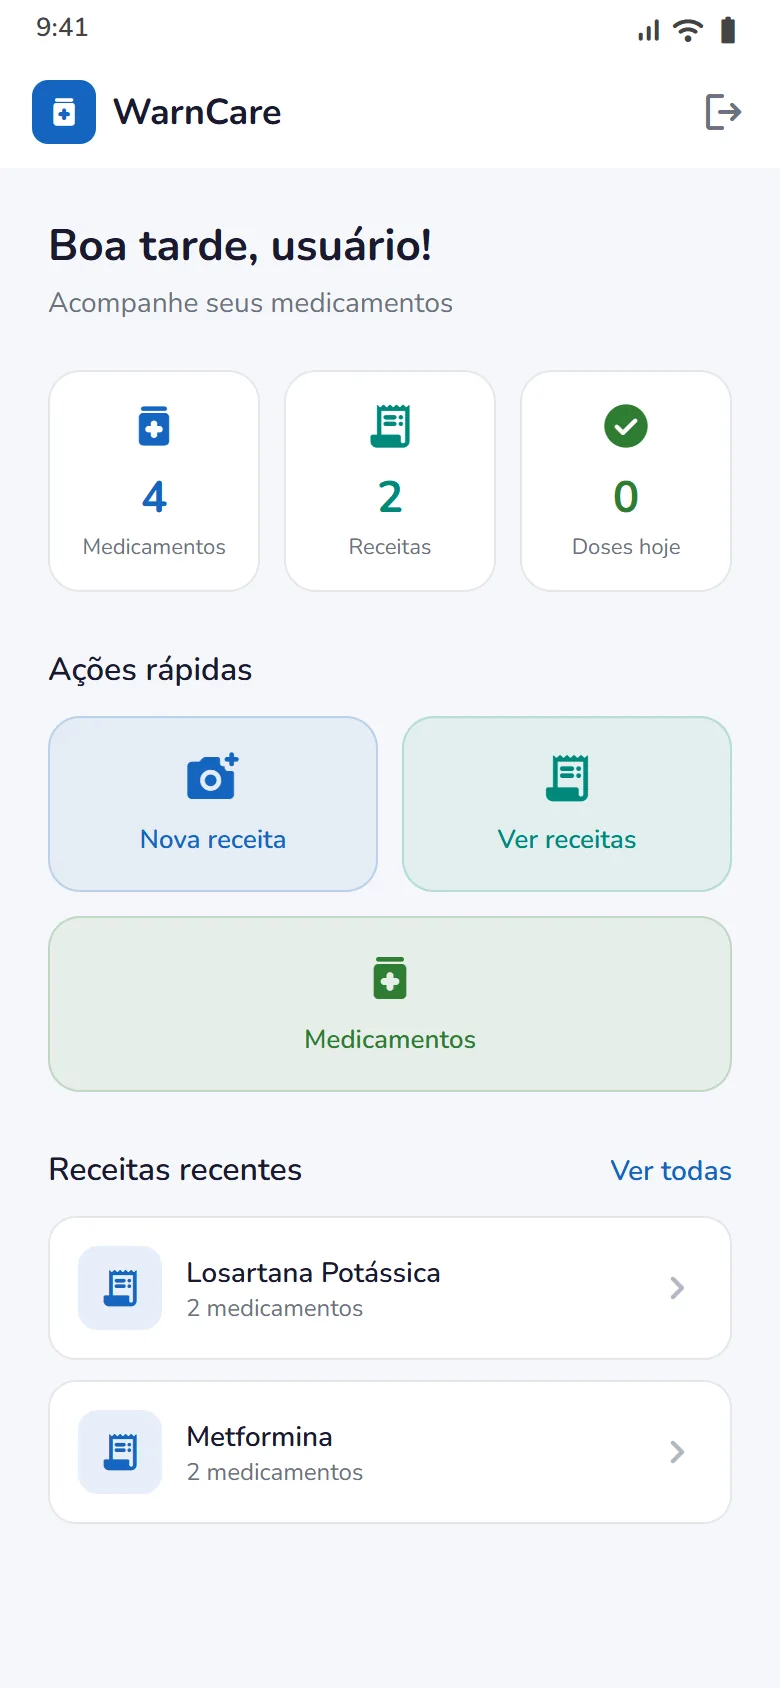 9:41
WarnCare
Boa tarde, usuário!
Acompanhe seus medicamentos
4
Medicamentos
2
Receitas
0
Doses hoje
Ações rápidas
Nova receita
Ver receitas
Medicamentos
Receitas recentes
Ver todas
Losartana Potássica
2 medicamentos
Metformina
2 medicamentos